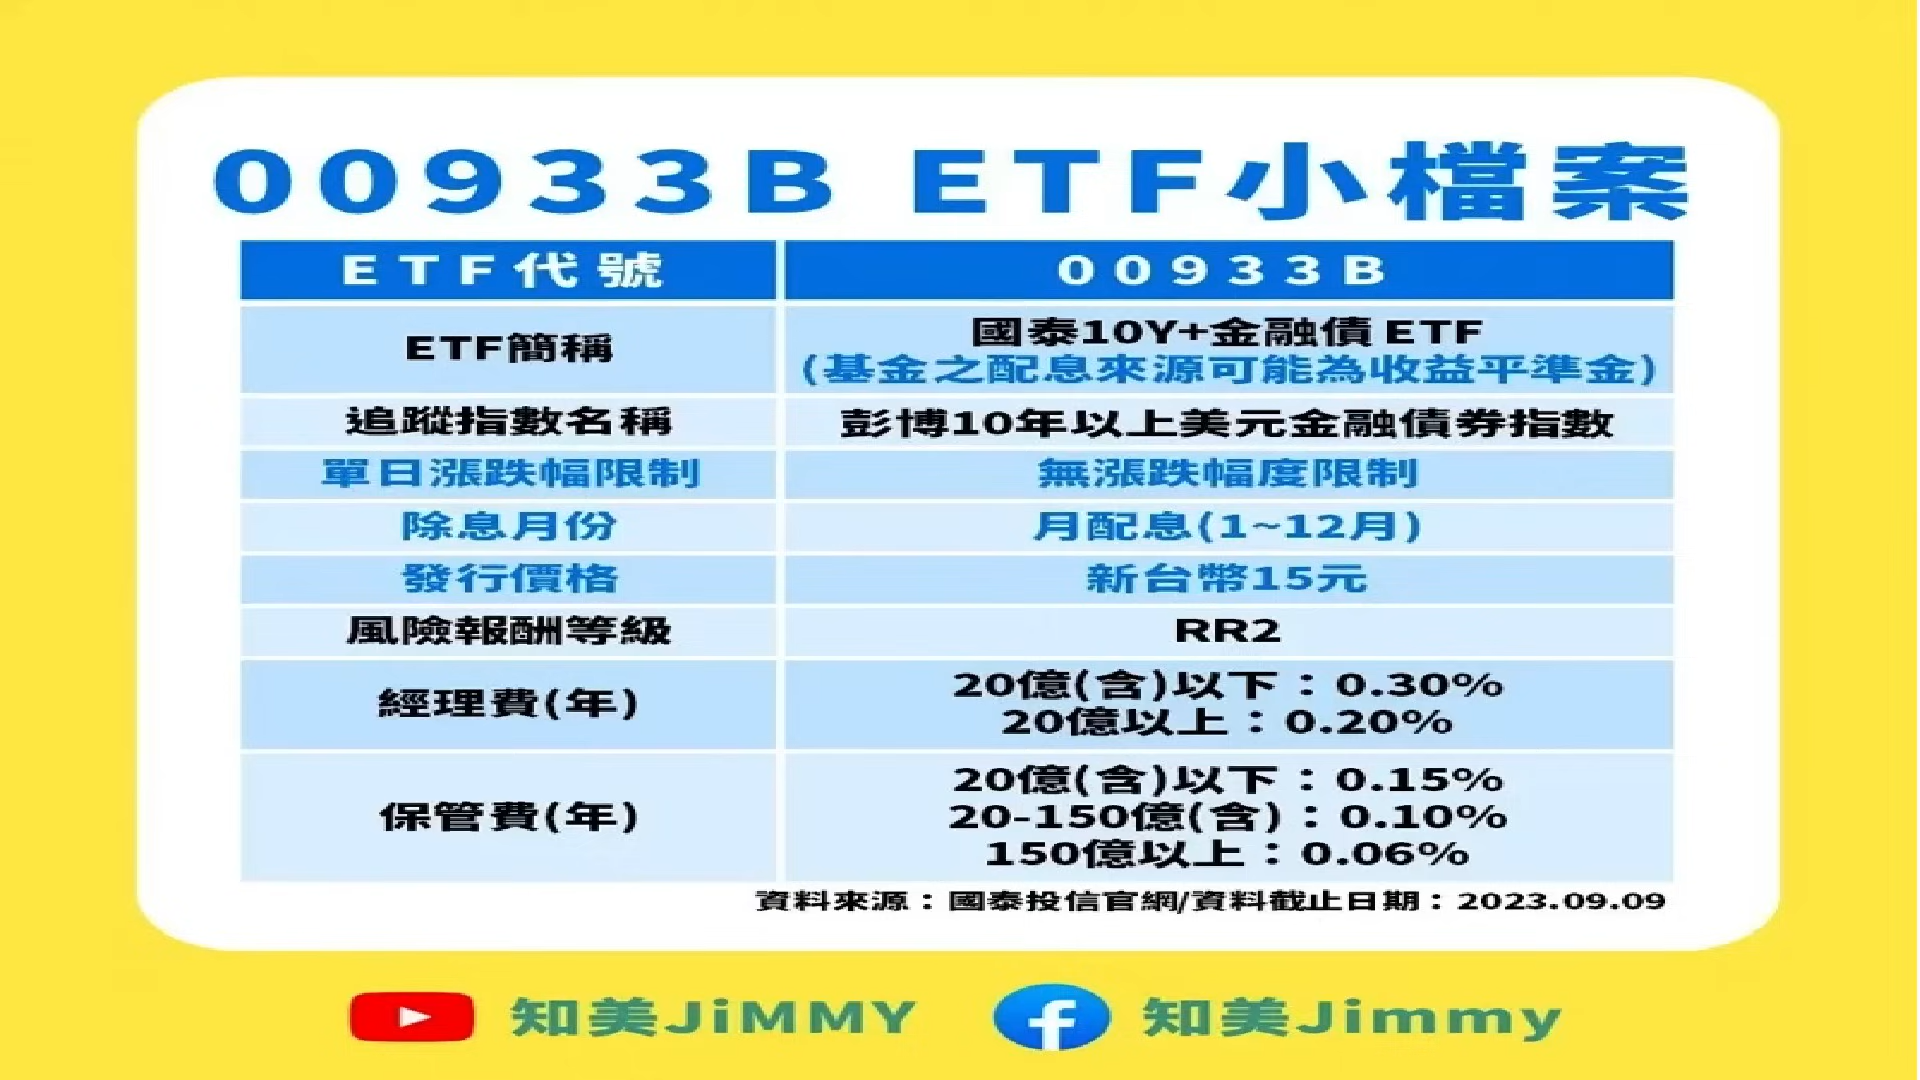 00933B ETF小檔案
ETF代號 00933B
ETF簡稱 國泰10Y+金融債ETF
(基金之配息來源可能為收益平準金)
追蹤指數名稱 彭博10年以上美元金融債券指數
單日漲跌幅限制 無漲跌幅度限制
除息月份 月配息(1~12月)
發行價格 新台幣15元
風險報酬等級 RR2
經理費(年) 20億(含)以下：0.30%
20億以上：0.20%
保管費(年) 20億(含)以下：0.15%
20-150億(含)：0.10%
150億以上：0.06%
資料來源：國泰投信官網/資料截止日期：2023.09.09
知美JiMMY 知美Jimmy